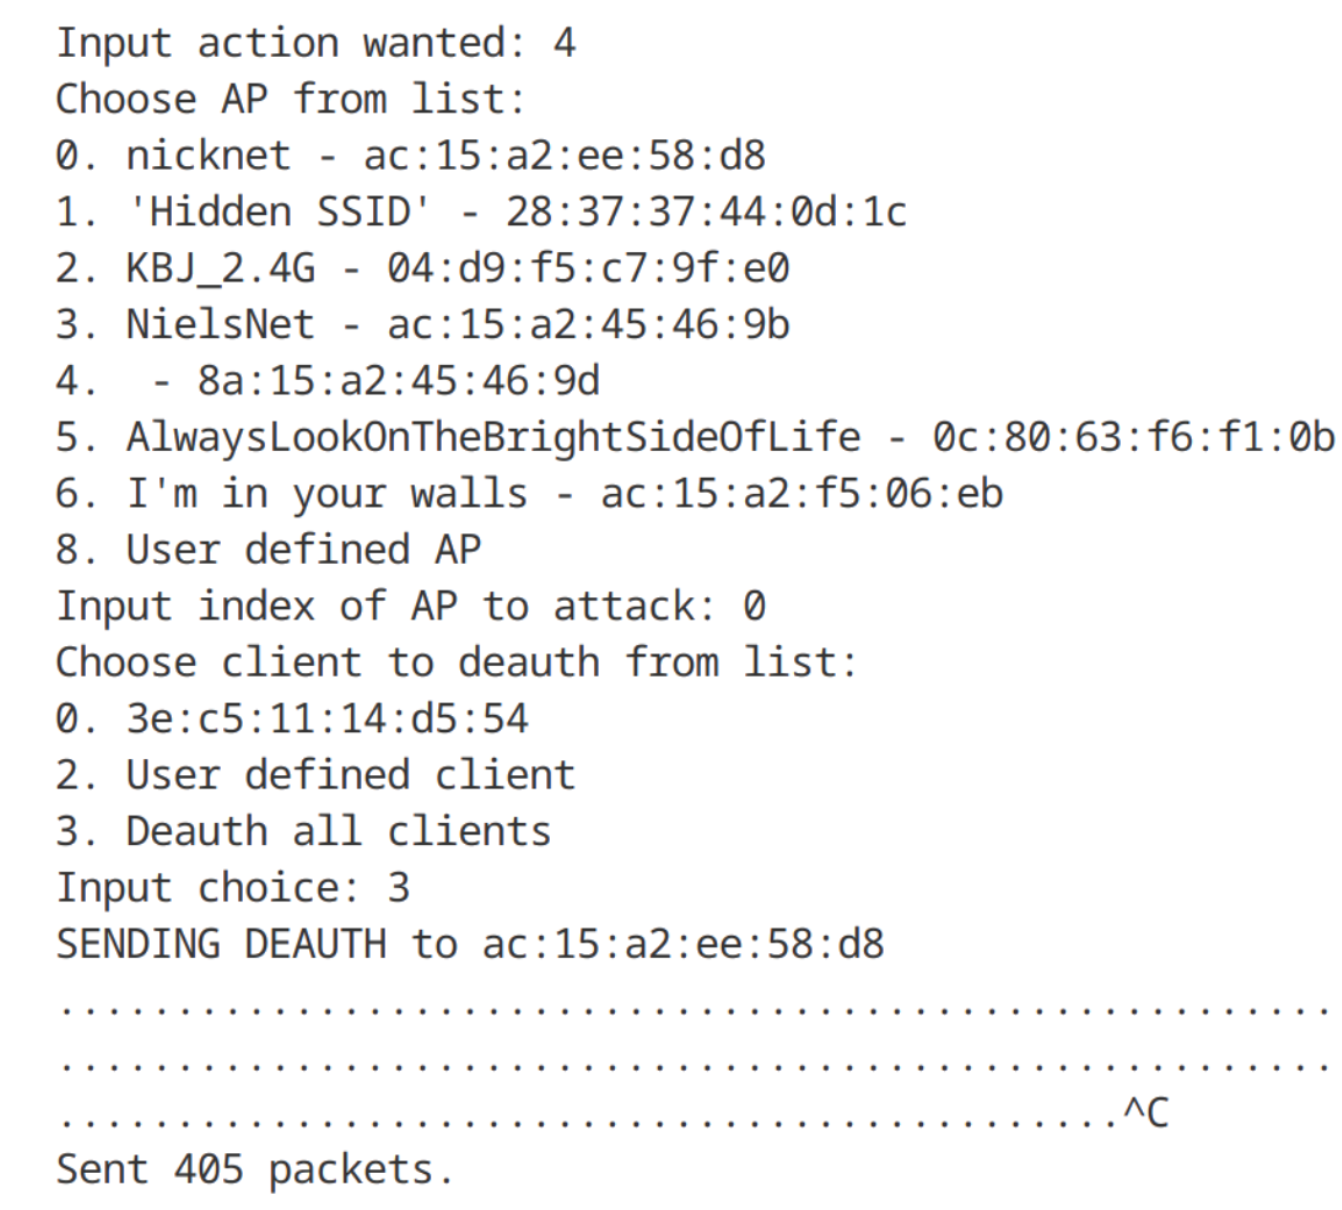 Input action wanted: 4
Choose AP from list:
0. nicknet - ac:15:a2:ee:58:d8
1. 'Hidden SSID' - 28:37:37:44:0d:1c
2. KBJ_2.4G - 04:d9:f5:c7:9f:e0
3. NielsNet - ac:15:a2:45:46:9b
4.  - 8a:15:a2:45:46:9d
5. AlwaysLookOnTheBrightSideOfLife - 0c:80:63:f6:f1:0b
6. I'm in your walls - ac:15:a2:f5:06:eb
8. User defined AP
Input index of AP to attack: 0
Choose client to deauth from list:
0. 3e:c5:11:14:d5:54
2. User defined client
3. Deauth all clients
Input choice: 3
SENDING DEAUTH to ac:15:a2:ee:58:d8
......................................................
......................................................
.............................................^C
Sent 405 packets.